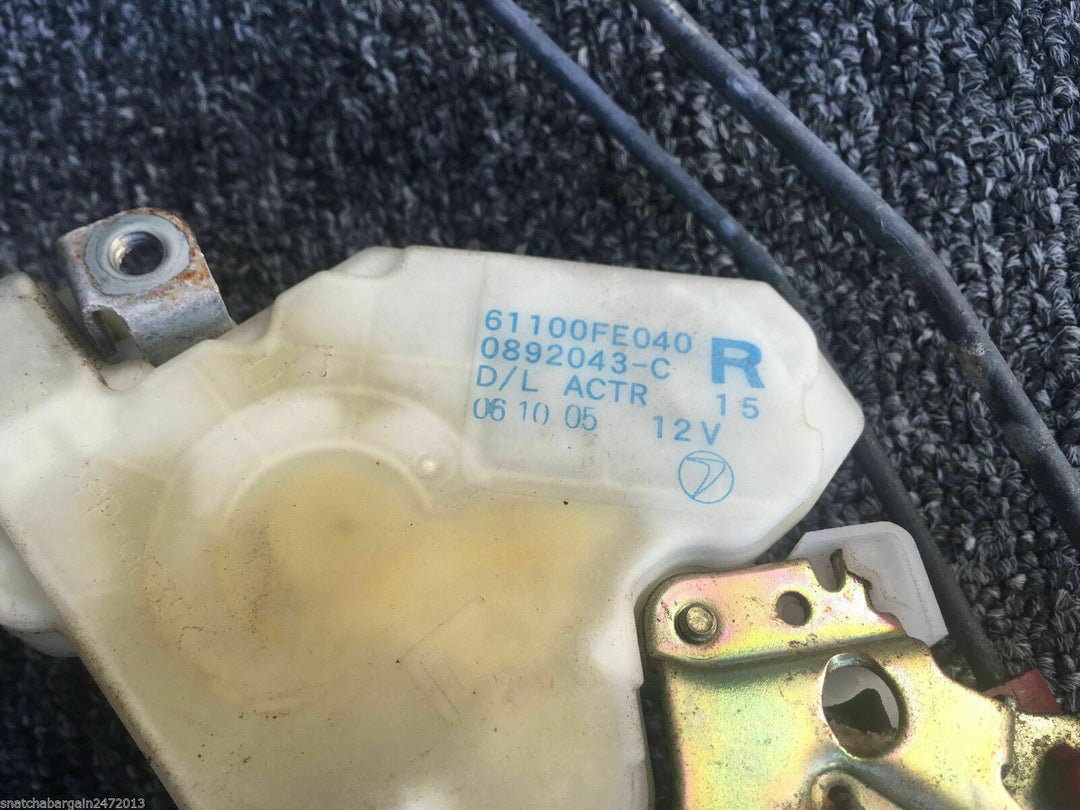 61100FE040
0892043-C R
D/L ACTR 15
06 10 05 12V
snatchabargain2472013